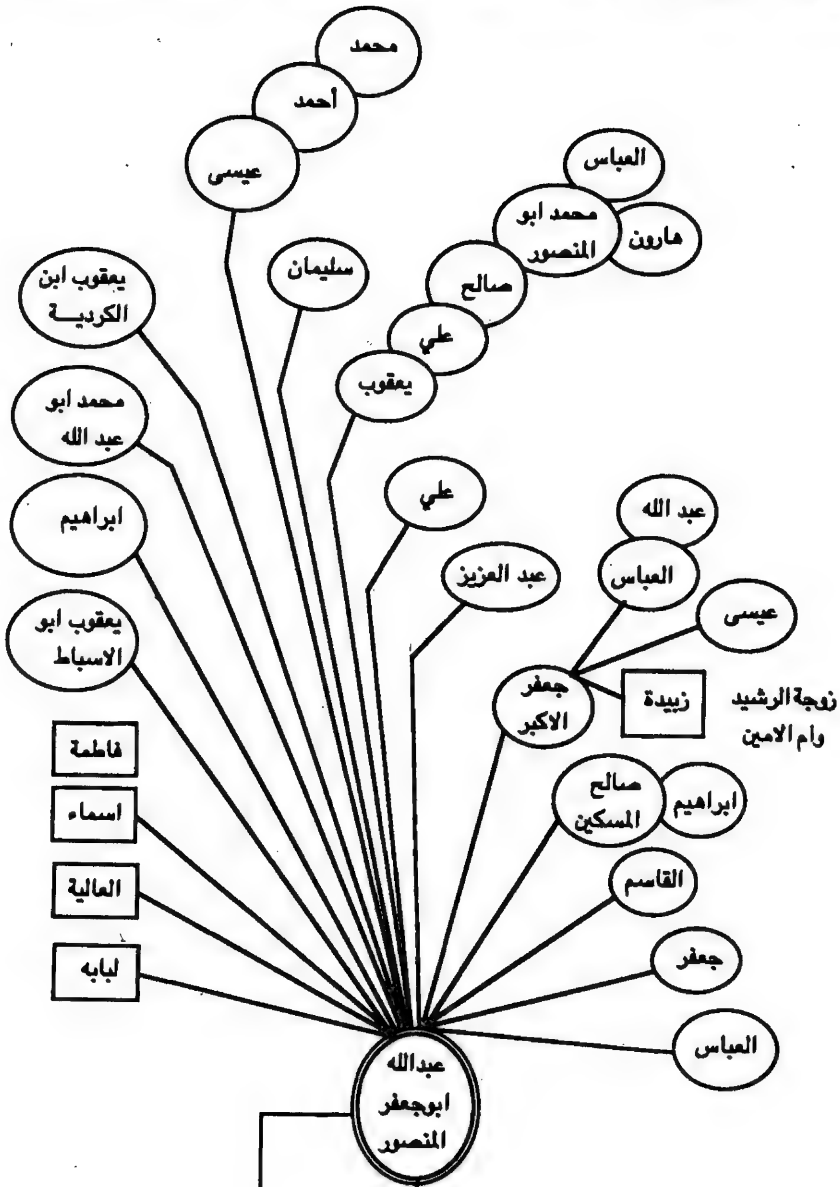 محمد
أحمد
عيسى
العباس
محمد ابو
المنصور
هارون
صالح
علي
يعقوب
سليمان
يعقوب ابن
الكرديــة
محمد ابو
عبد الله
ابراهيم
يعقوب ابو
الاسباط
علي
عبد العزيز
عبد الله
العباس
عيسى
جعفر
الاكبر
زبيدة
زوجة الرشيد
وام الامين
صالح
المسكين
ابراهيم
القاسم
جعفر
العباس
فاطمة
اسماء
العالية
لبابه
عبدالله
ابوجعفر
المنصور